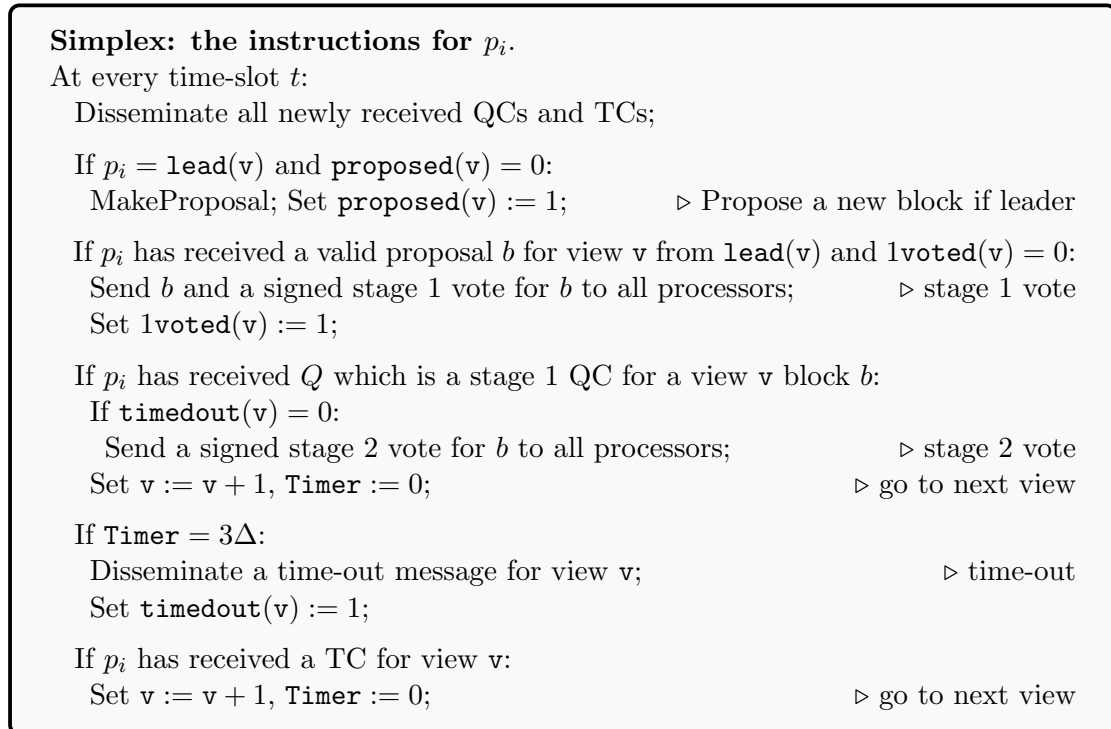 Simplex: the instructions for pᵢ.
At every time-slot t:
Disseminate all newly received QCs and TCs;
If pᵢ = lead(v) and proposed(v) = 0:
MakeProposal; Set proposed(v) := 1; ▷ Propose a new block if leader
If pᵢ has received a valid proposal b for view v from lead(v) and 1voted(v) = 0:
Send b and a signed stage 1 vote for b to all processors; ▷ stage 1 vote
Set 1voted(v) := 1;
If pᵢ has received Q which is a stage 1 QC for a view v block b:
If timedout(v) = 0:
Send a signed stage 2 vote for b to all processors; ▷ stage 2 vote
Set v := v + 1, Timer := 0; ▷ go to next view
If Timer = 3Δ:
Disseminate a time-out message for view v; ▷ time-out
Set timedout(v) := 1;
If pᵢ has received a TC for view v:
Set v := v + 1, Timer := 0; ▷ go to next view